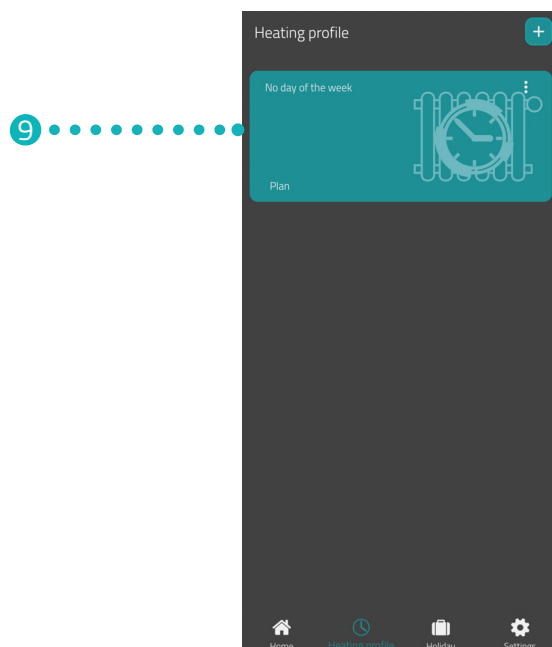 Heating profile
+
No day of the week
9
Plan
Home
Heating profile
Holiday
Settings